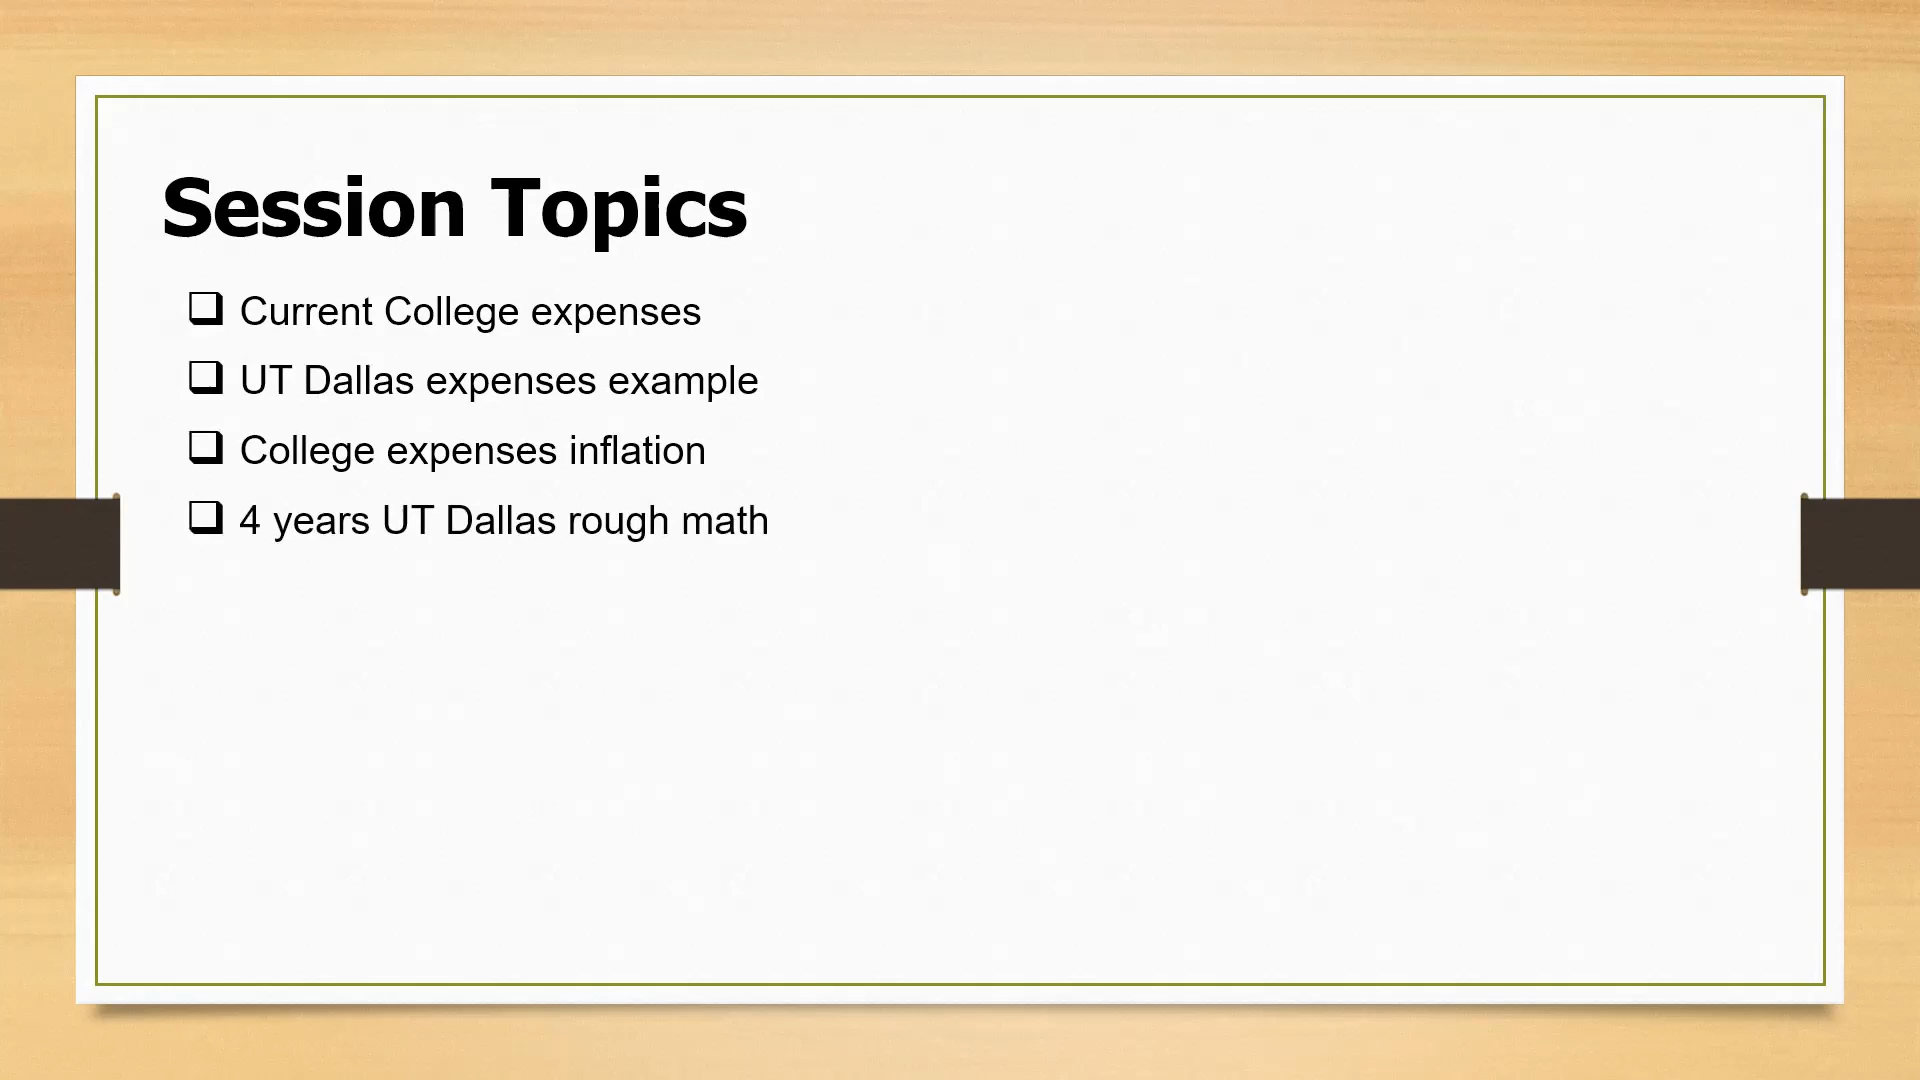 Session Topics
Current College expenses
UT Dallas expenses example
College expenses inflation
4 years UT Dallas rough math